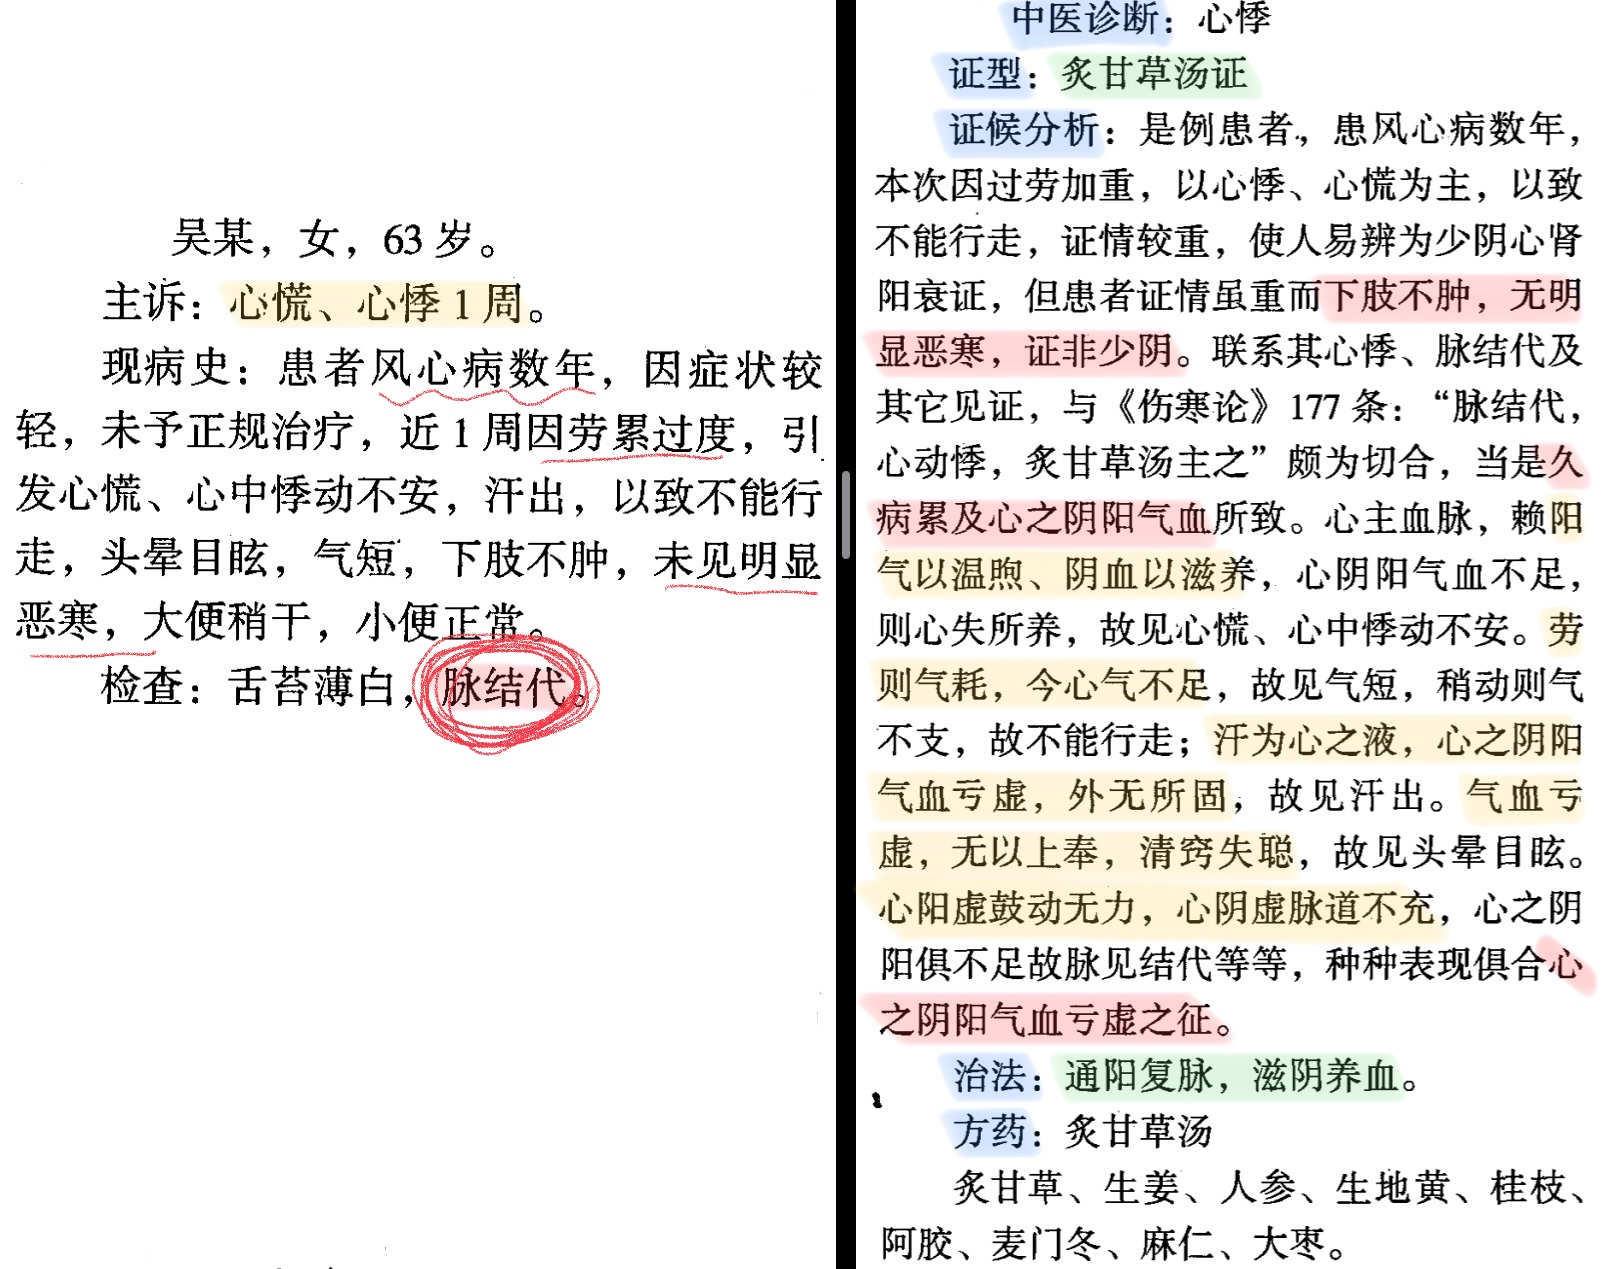 吴某，女，63岁。
主诉：心慌、心悸1周。
现病史：患者风心病数年，因症状较
轻，未予正规治疗，近1周因劳累过度，引
发心慌、心中悸动不安，汗出，以致不能行
走，头晕目眩，气短，下肢不肿，未见明显
恶寒，大便稍干，小便正常。
检查：舌苔薄白，脉结代。
中医诊断：心悸
证型：炙甘草汤证
证候分析：是例患者，患风心病数年，
本次因过劳加重，以心悸、心慌为主，以致
不能行走，证情较重，使人易辨为少阴心肾
阳衰证，但患者证情虽重而下肢不肿，无明
显恶寒，证非少阴。联系其心悸、脉结代及
其它见证，与《伤寒论》177条：“脉结代，
心动悸，炙甘草汤主之”颇为切合，当是久
病累及心之阴阳气血所致。心主血脉，赖阳
气以温煦、阴血以滋养，心阴阳气血不足，
则心失所养，故见心慌、心中悸动不安。劳
则气耗，今心气不足，故见气短，稍动则气
不支，故不能行走；汗为心之液，心之阴阳
气血亏虚，外无所固，故见汗出。气血亏
虚，无以上奉，清窍失聪，故见头晕目眩。
心阳虚鼓动无力，心阴虚脉道不充，心之阴
阳俱不足故脉见结代等等，种种表现俱合心
之阴阳气血亏虚之征。
治法：通阳复脉，滋阴养血。
方药：炙甘草汤
炙甘草、生姜、人参、生地黄、桂枝、
阿胶、麦门冬、麻仁、大枣。